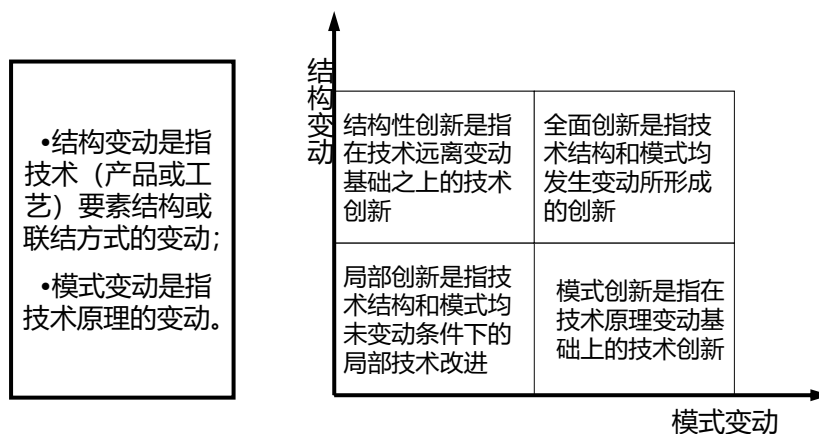 •结构变动是指
技术（产品或工
艺）要素结构或
联结方式的变动；
•模式变动是指
技术原理的变动。
结构变动
结构性创新是指
在技术远离变动
基础之上的技术
创新
全面创新是指技
术结构和模式均
发生变动所形成
的创新
局部创新是指技
术结构和模式均
未变动条件下的
局部技术改进
模式创新是指在
技术原理变动基
础上的技术创新
模式变动